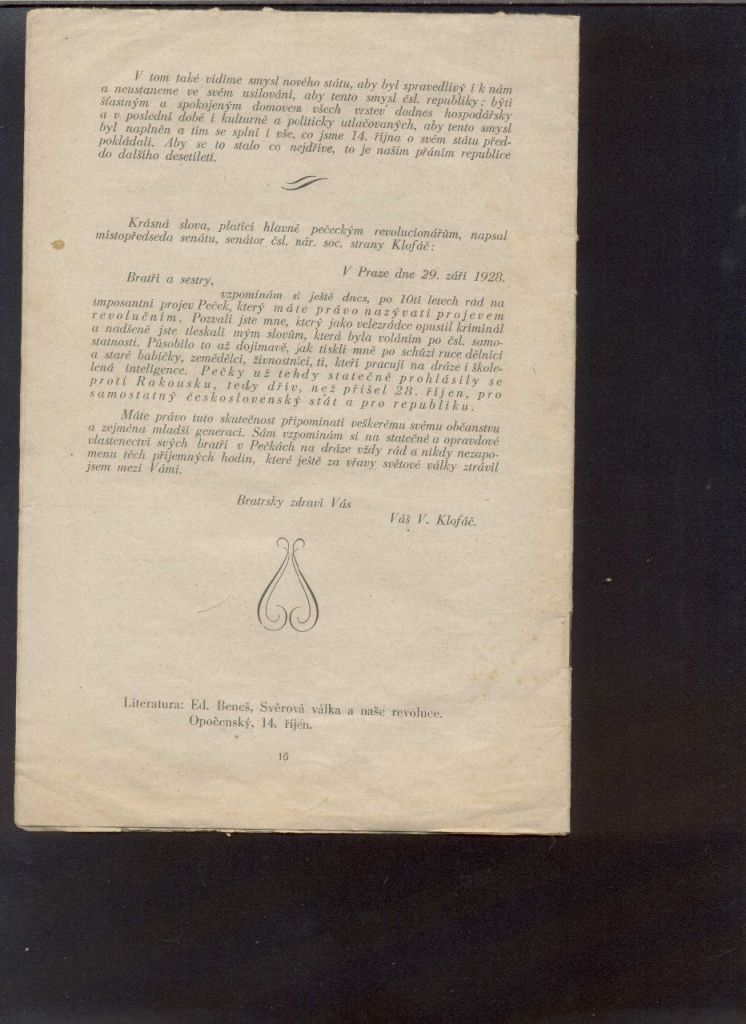 V tom také vidíme smysl nového státu, aby byl spravedlivý i k nám
a neustaneme ve svém usilování, aby tento smysl čsl. republiky: býti
šťastným a spokojeným domovem všech vrstev dodnes hospodářsky
a v poslední době i kulturně a politicky utlačovaných, aby tento smysl
byl naplněn a tím se splní i vše, co jsme 14. října o svém státu před-
pokládali. Aby se to stalo co nejdříve, to je naším přáním republice
do dalšího desetiletí.
Krásná slova, platící hlavně pečeckým revolucionářům, napsal
místopředseda senátu, senátor čsl. nár. soc. strany Klofáč:
V Praze dne 29. září 1928.
Bratři a sestry,
vzpomínám si ještě dnes, po 10ti letech rád na
imposantní projev Peček, který máte právo nazývati projevem
revolučním. Pozvali jste mne, který jako velezrádce opustil kriminál
a nadšeně jste tleskali mým slovům, která byla voláním po čsl. samo-
statnosti. Působilo to až dojímavě, jak tiskli mně po schůzi ruce dělníci
a staré babičky, zemědělci, živnostníci, ti, kteří pracují na dráze i škole-
lená inteligence. Pečky už tehdy statečně prohlásily se
proti Rakousku, tedy dřív, než přišel 28. říjen, pro
samostatný československý stát a pro republiku.
Máte právo tuto skutečnost připomínati veškerému svému občanstvu
a zejména mladší generaci. Sám vzpomínám si na statečné a opravdové
vlastenectví svých bratří v Pečkách na dráze vždy rád a nikdy nezapo-
menu těch příjemných hodin, které ještě za vřavy světové války ztrávil
jsem mezi Vámi.
Bratrsky zdraví Vás
Váš V. Klofáč.
Literatura: Ed. Beneš, Svěrová válka a naše revoluce.
Opočenský, 14. říjen.
16